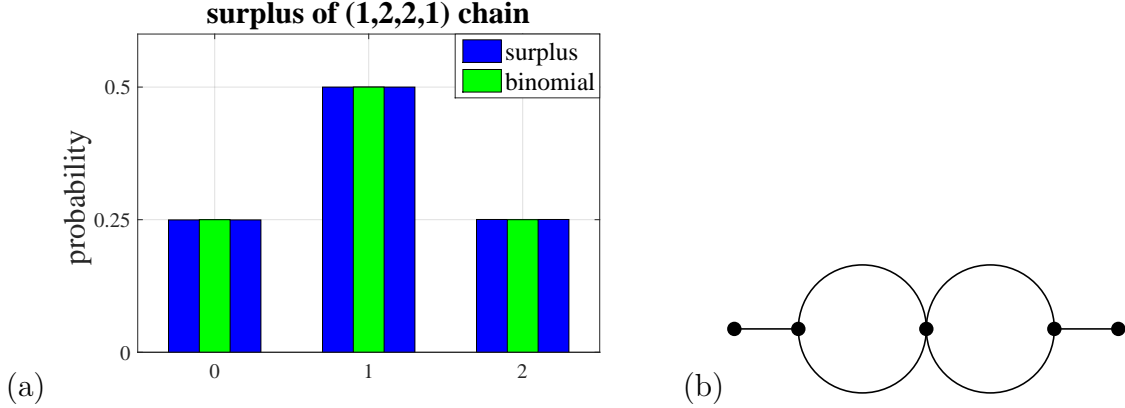 surplus of (1,2,2,1) chain
surplus
binomial
probability
0.5
0.25
0
0
1
2
(a)
(b)